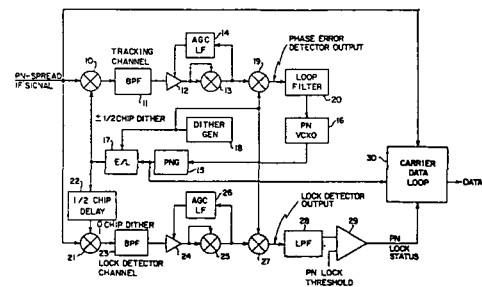 AGC
LF
14
10
TRACKING
CHANNEL
19
PHASE ERROR
DETECTOR OUTPUT
PN-SPREAD
IF SIGNAL
BPF
11
12
13
LOOP
FILTER
20
± 1/2 CHIP DITHER
DITHER
GEN
18
16
PN
VCXO
17
E/L
PNG
15
30
CARRIER
DATA
LOOP
DATA
22
1/2 CHIP
DELAY
AGC
LF
26
LOCK DETECTOR
OUTPUT
0 CHIP DITHER
28
29
21
BPF
23
24
25
27
LPF
LOCK DETECTOR
CHANNEL
PN
LOCK
STATUS
PN LOCK
THRESHOLD